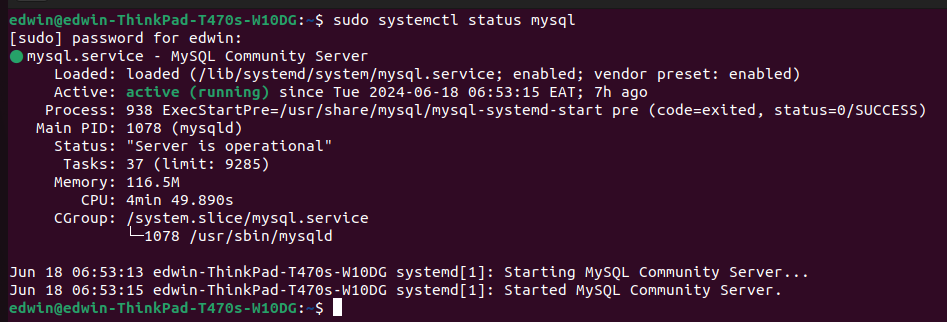 edwin@edwin-ThinkPad-T470s-W10DG:~$ sudo systemctl status mysql
[sudo] password for edwin:
● mysql.service - MySQL Community Server
     Loaded: loaded (/lib/systemd/system/mysql.service; enabled; vendor preset: enabled)
     Active: active (running) since Tue 2024-06-18 06:53:15 EAT; 7h ago
    Process: 938 ExecStartPre=/usr/share/mysql/mysql-systemd-start pre (code=exited, status=0/SUCCESS)
   Main PID: 1078 (mysqld)
     Status: "Server is operational"
      Tasks: 37 (limit: 9285)
     Memory: 116.5M
        CPU: 4min 49.890s
     CGroup: /system.slice/mysql.service
             └─1078 /usr/sbin/mysqld
Jun 18 06:53:13 edwin-ThinkPad-T470s-W10DG systemd[1]: Starting MySQL Community Server...
Jun 18 06:53:15 edwin-ThinkPad-T470s-W10DG systemd[1]: Started MySQL Community Server.
edwin@edwin-ThinkPad-T470s-W10DG:~$